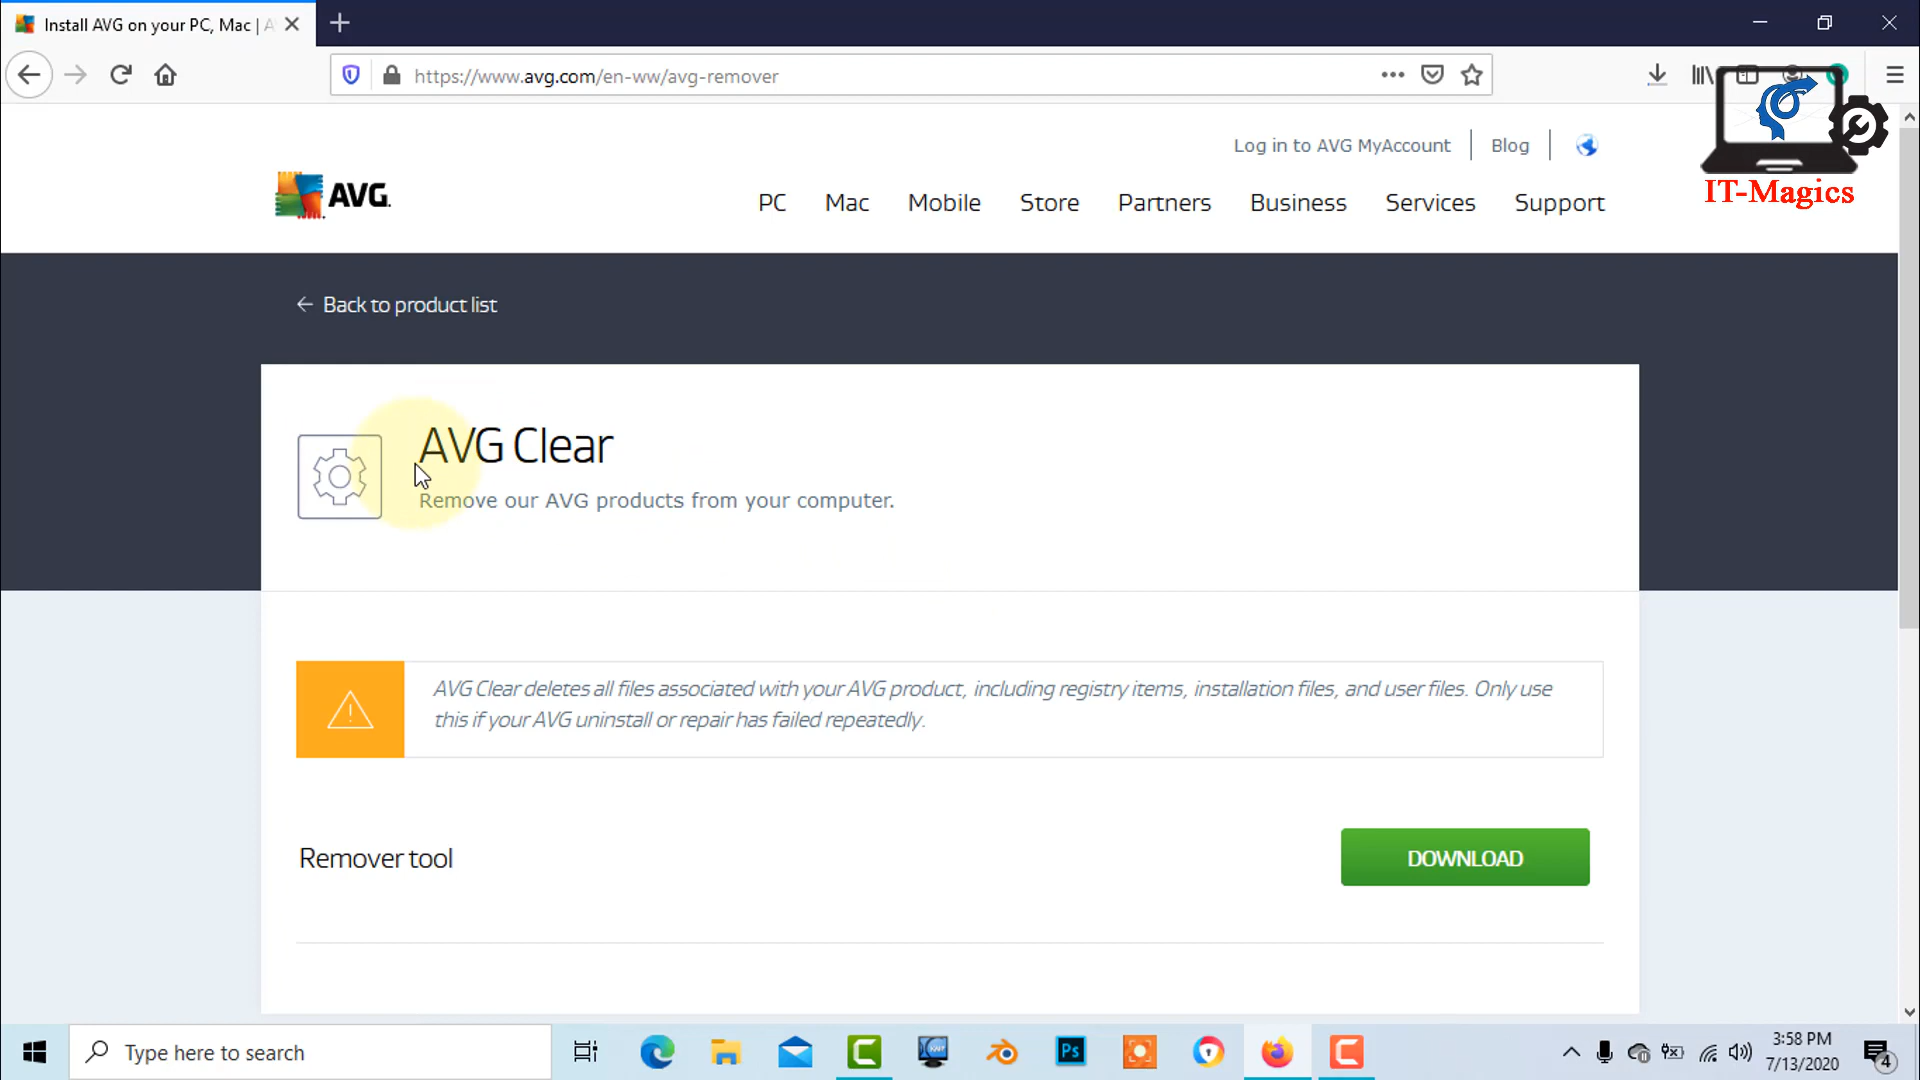 Install AVG on your PC, Mac | A
https://www.avg.com/en-ww/avg-remover
IT-Magics
Log in to AVG MyAccount
Blog
AVG.
PC
Mac
Mobile
Store
Partners
Business
Services
Support
Back to product list
AVG Clear
Remove our AVG products from your computer.
AVG Clear deletes all files associated with your AVG product, including registry items, installation files, and user files. Only use
this if your AVG uninstall or repair has failed repeatedly.
Remover tool
DOWNLOAD
Type here to search
Ps
3:58 PM
7/13/2020
4